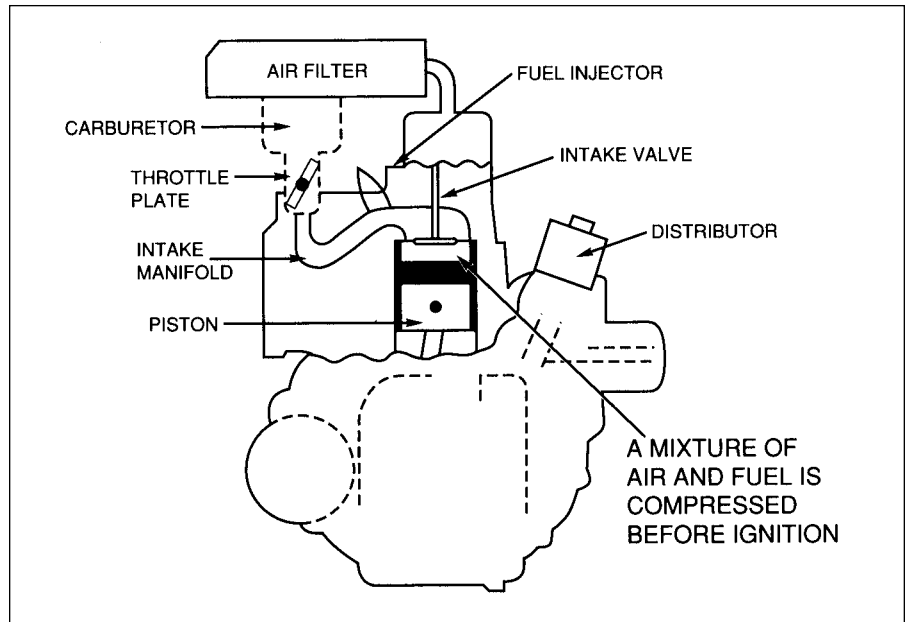 AIR FILTER
FUEL INJECTOR
CARBURETOR
INTAKE VALVE
THROTTLE
PLATE
DISTRIBUTOR
INTAKE
MANIFOLD
PISTON
A MIXTURE OF
AIR AND FUEL IS
COMPRESSED
BEFORE IGNITION